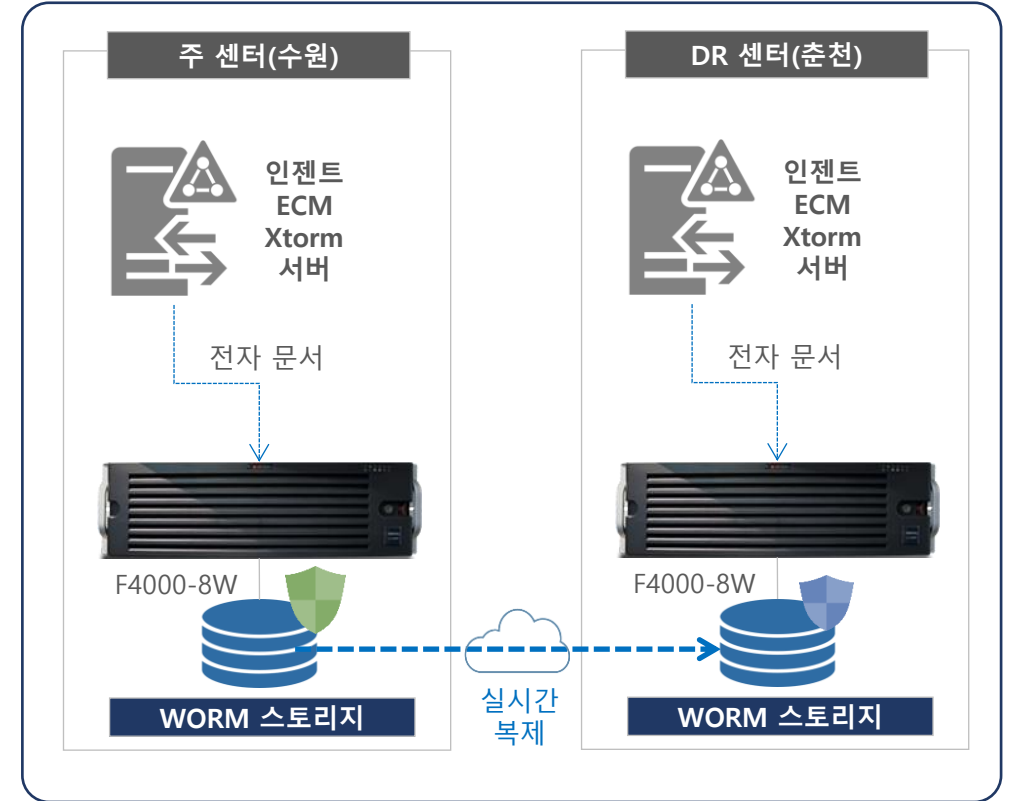 주 센터(수원)
인젠트
ECM
Xtorm
서버
전자 문서
F4000-8W
WORM 스토리지
실시간
복제
DR 센터(춘천)
인젠트
ECM
Xtorm
서버
전자 문서
F4000-8W
WORM 스토리지